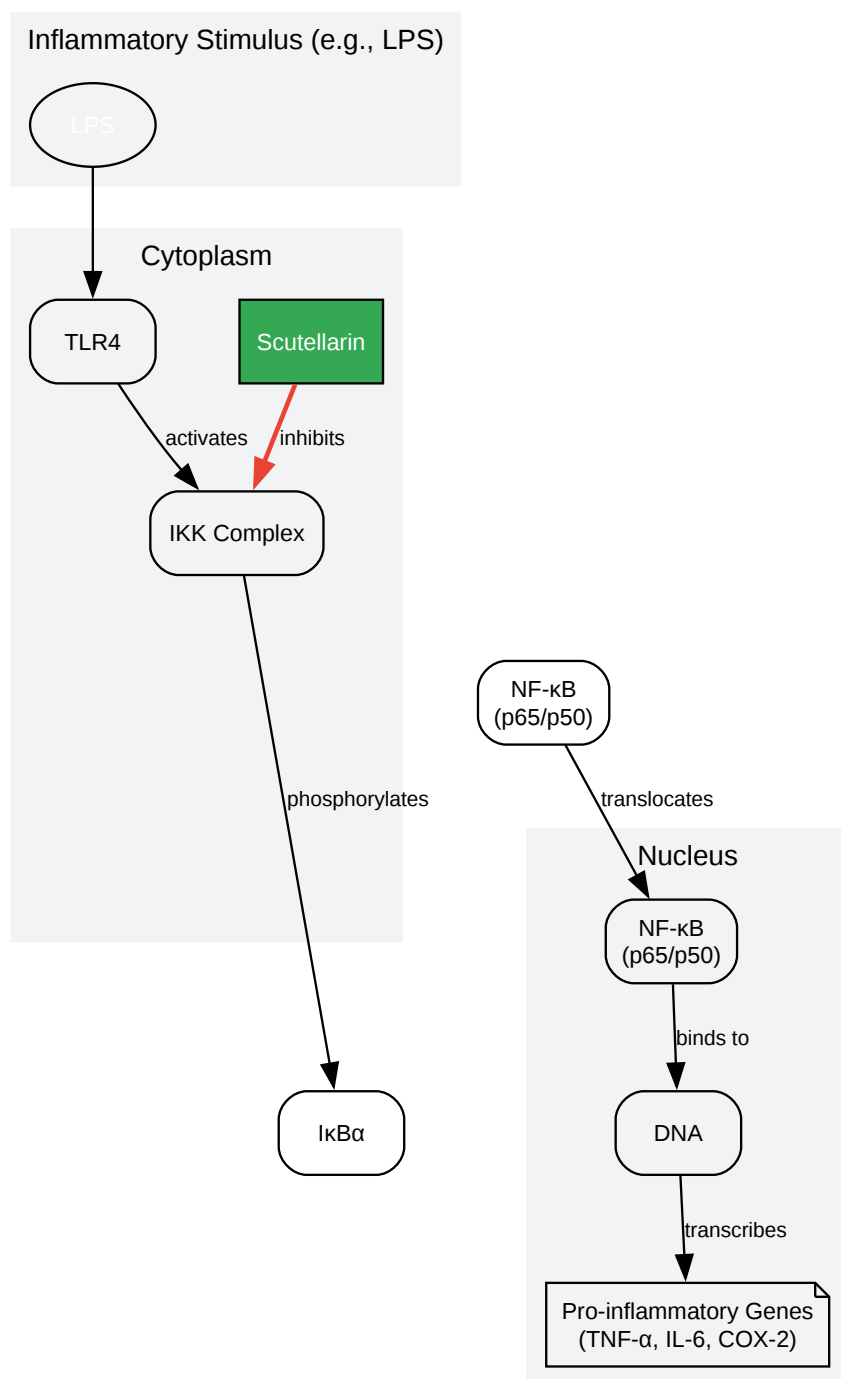 Inflammatory Stimulus (e.g., LPS)
LPS
Cytoplasm
TLR4
Scutellarin
activates
inhibits
IKK Complex
NF-κB
(p65/p50)
phosphorylates
translocates
Nucleus
NF-κB
(p65/p50)
binds to
IκBα
DNA
transcribes
Pro-inflammatory Genes
(TNF-α, IL-6, COX-2)